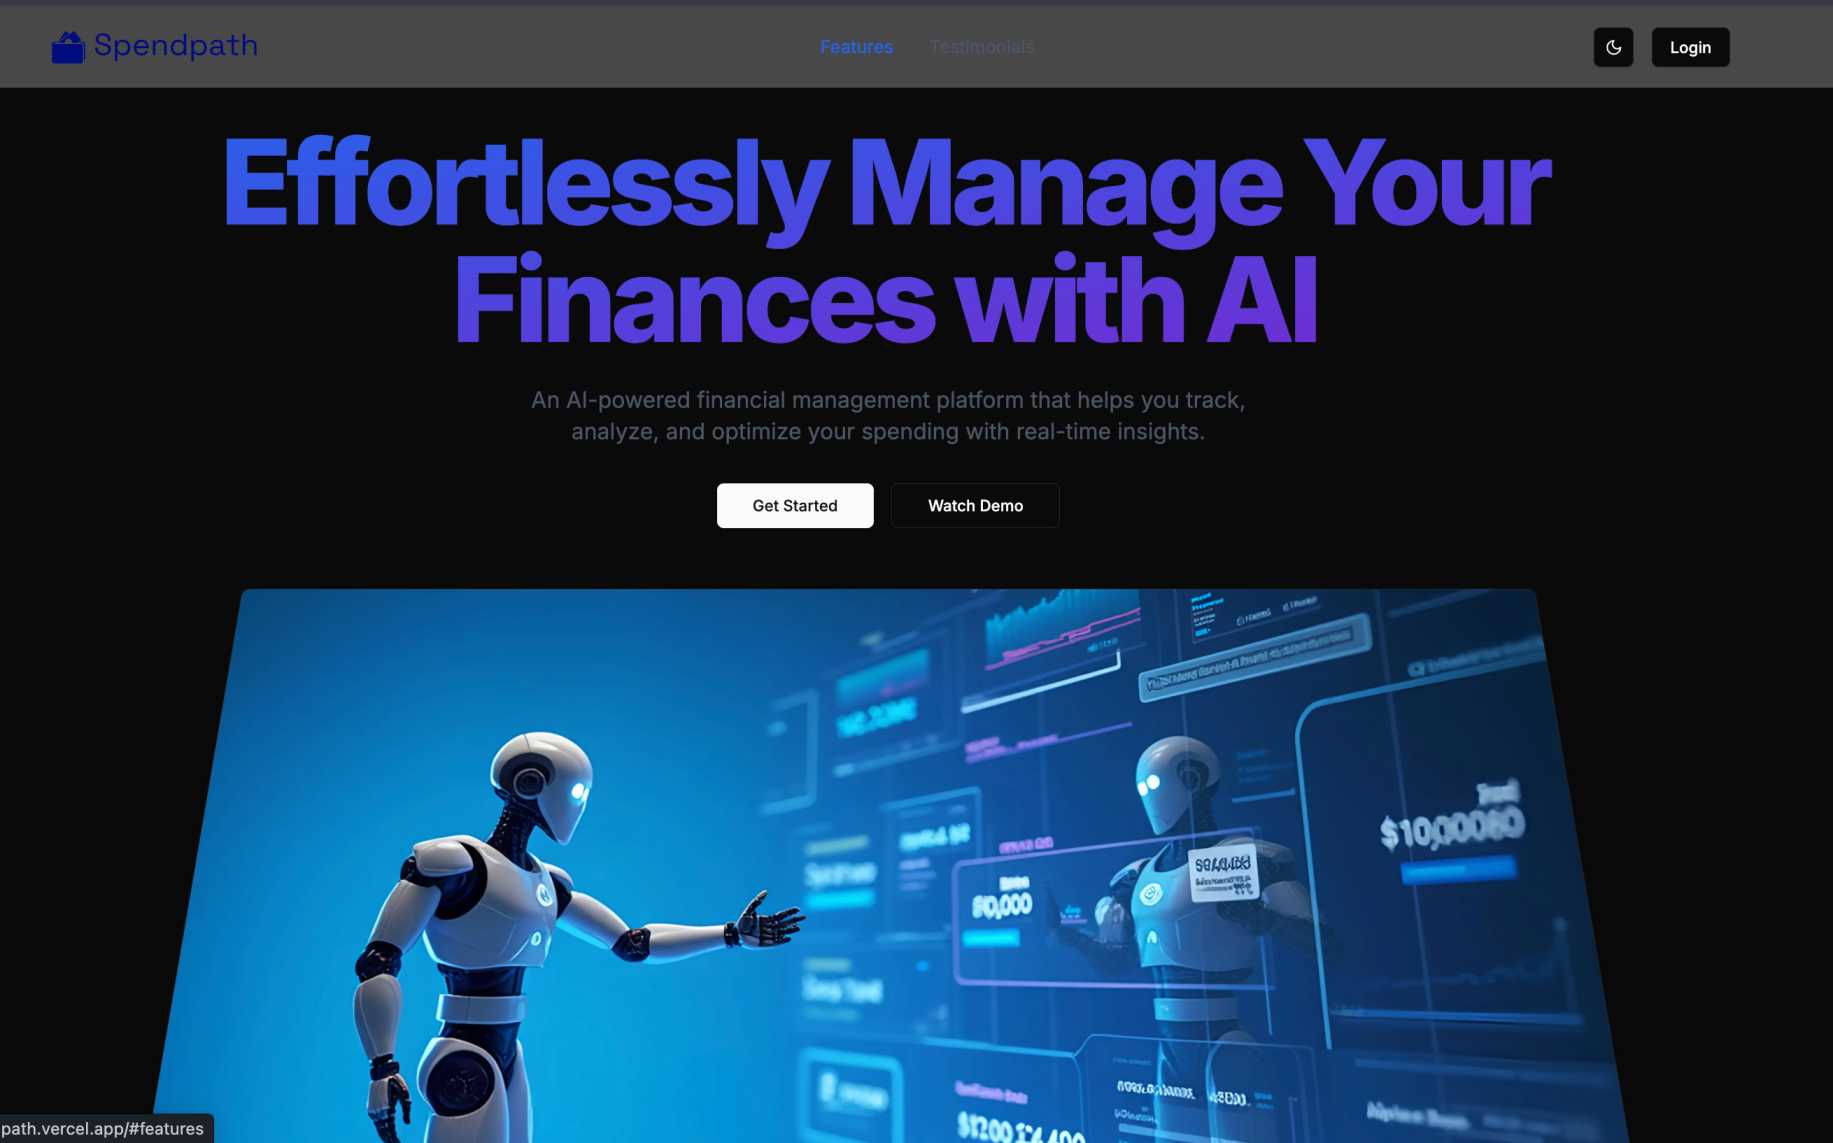 Spendpath
Features
Testimonials
Login
Effortlessly Manage Your
Finances with AI
An AI-powered financial management platform that helps you track,
analyze, and optimize your spending with real-time insights.
Get Started
Watch Demo
$10,000
path.vercel.app/#features